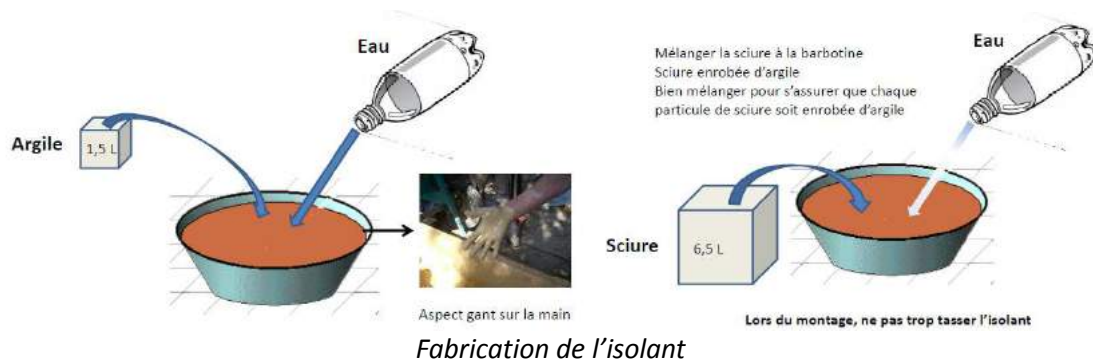 Eau
Argile
1,5 L
Aspect gant sur la main
Mélanger la sciure à la barbotine
Sciure enrobée d'argile
Bien mélanger pour s'assurer que chaque
particule de sciure soit enrobée d'argile
Eau
Sciure
6,5 L
Lors du montage, ne pas trop tasser l'isolant
Fabrication de l'isolant